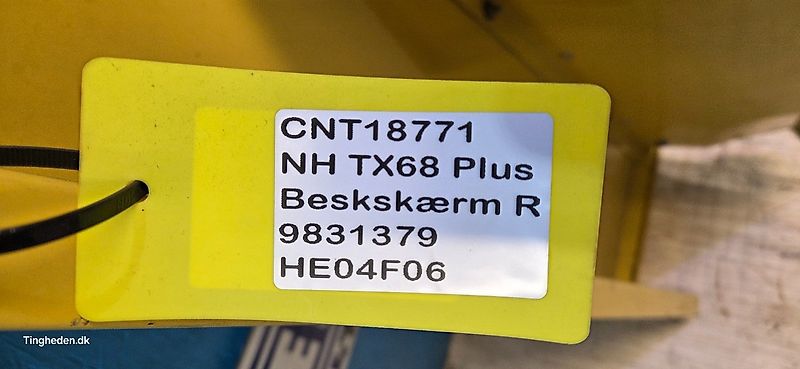 CNT18771
NH TX68 Plus
Beskskærm R
9831379
HE04F06
Tingheden.dk